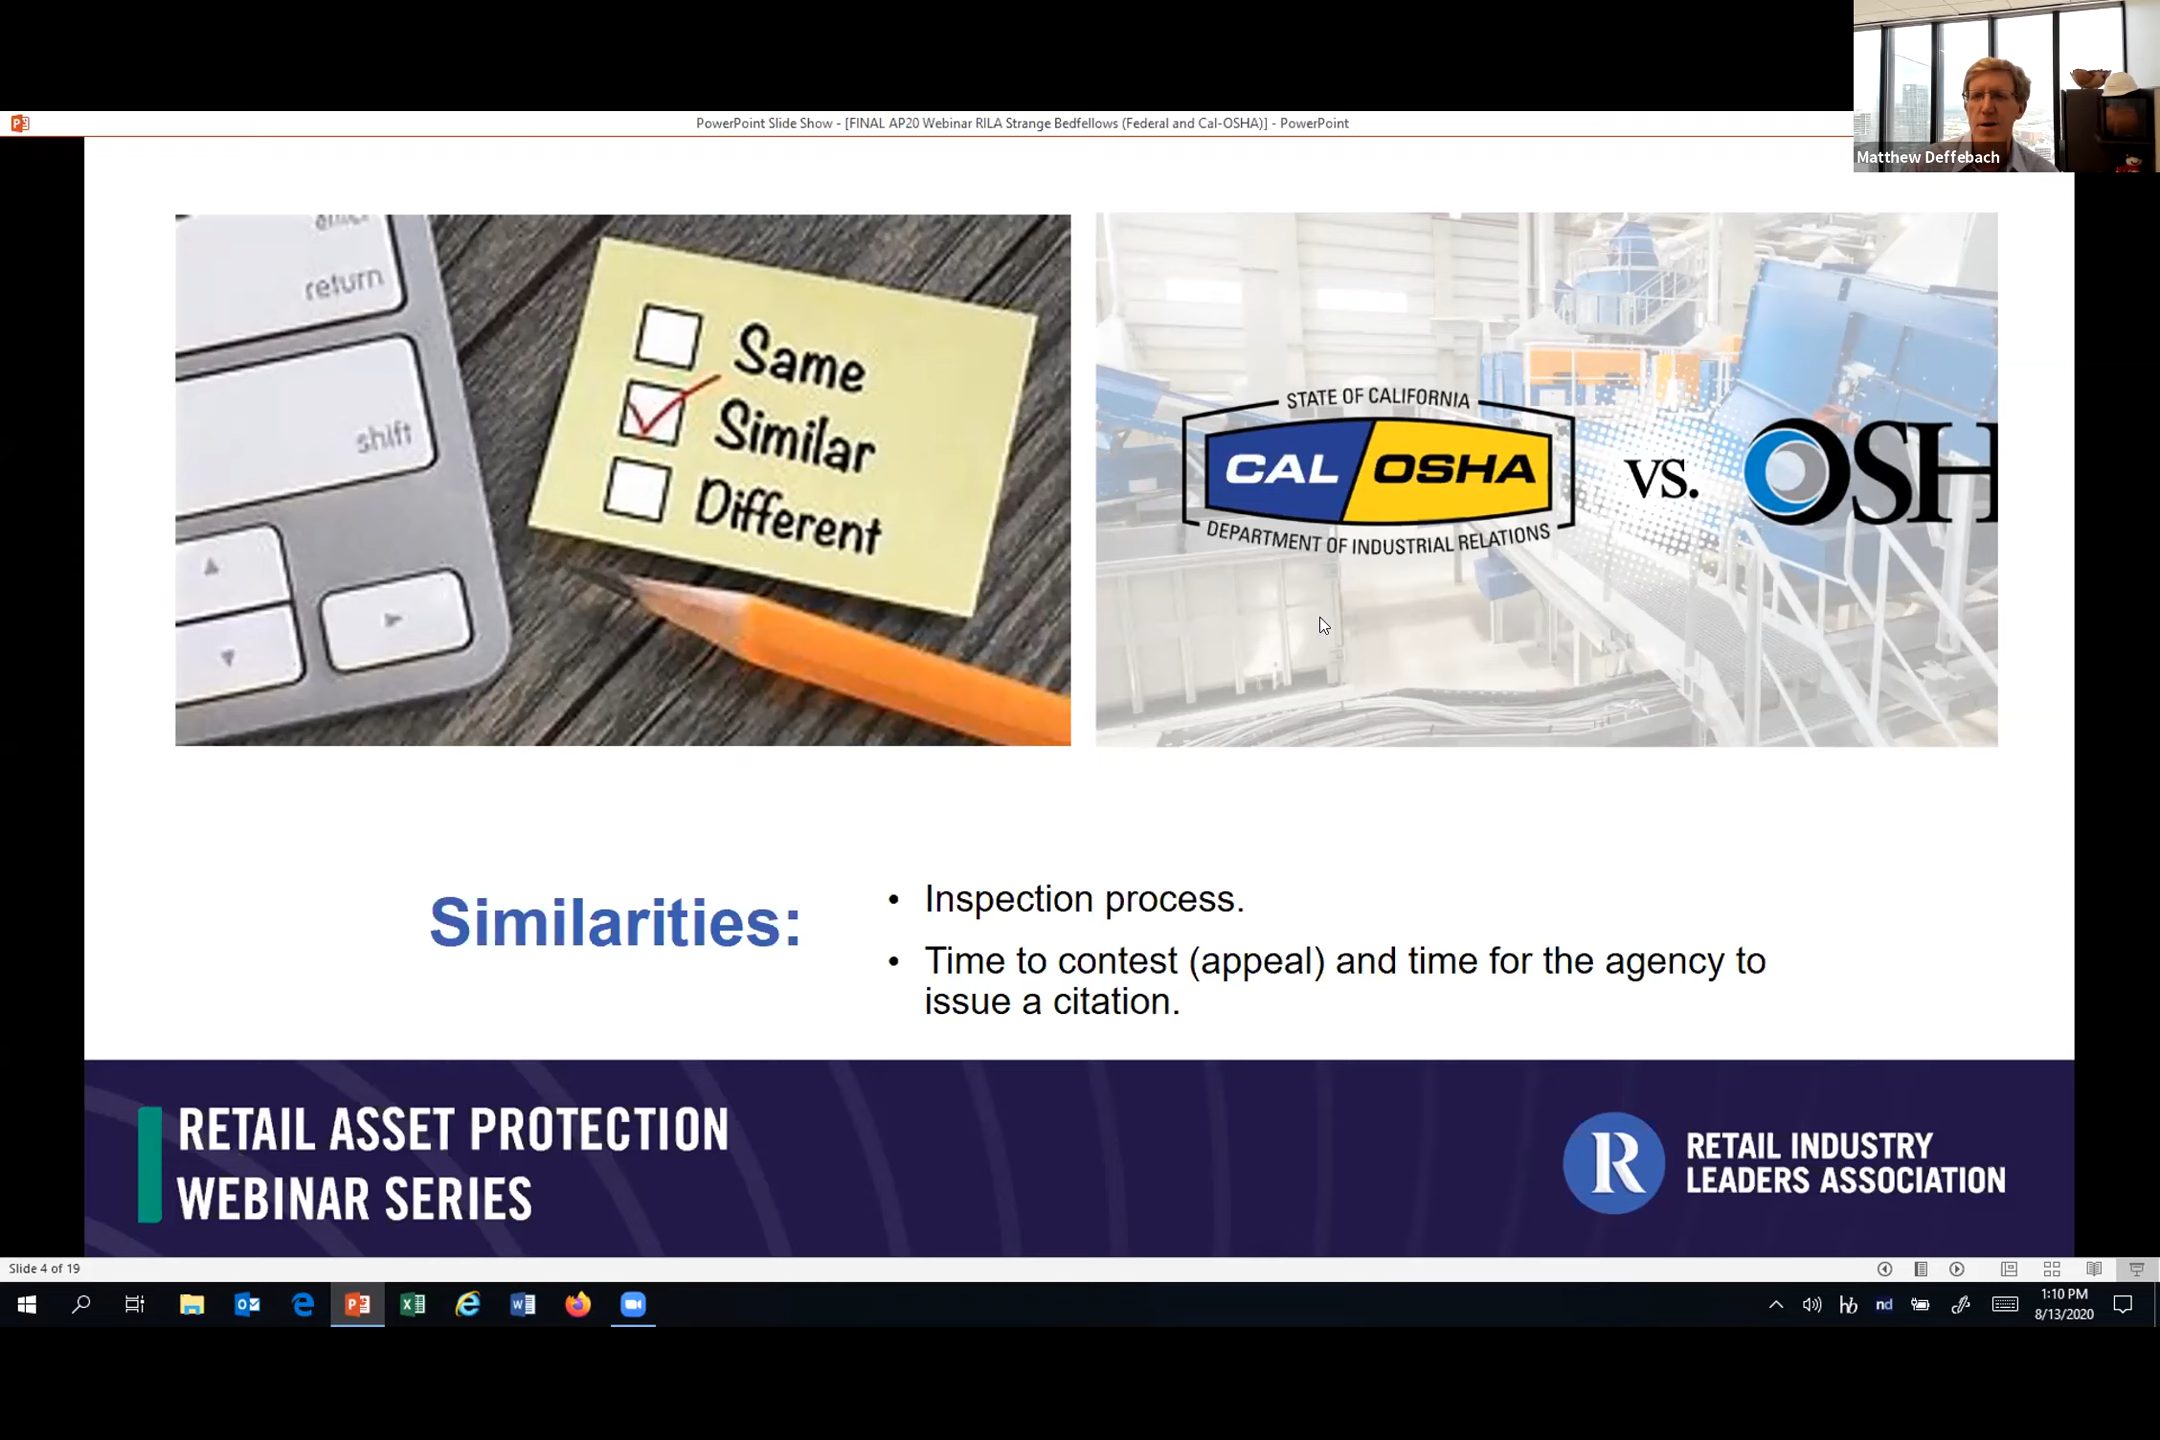 PowerPoint Slide Show - [FINAL AP20 Webinar RILA Strange Bedfellows (Federal and Cal-OSHA)] - PowerPoint
Matthew Deffebach
enter
return
shift
Same
Similar
Different
STATE OF CALIFORNIA
CAL OSHA
DEPARTMENT OF INDUSTRIAL RELATIONS
VS.
OSH
Similarities:
• Inspection process.
• Time to contest (appeal) and time for the agency to
issue a citation.
RETAIL ASSET PROTECTION
WEBINAR SERIES
R
RETAIL INDUSTRY
LEADERS ASSOCIATION
Slide 4 of 19
hb
nd
1:10 PM
8/13/2020